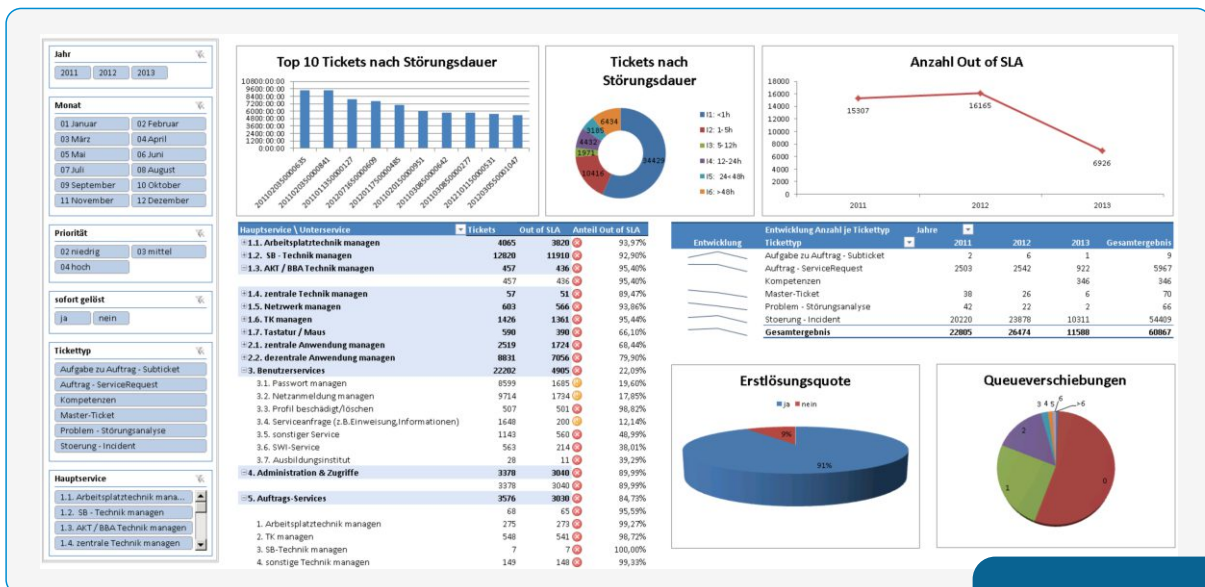 Jahr
2011 2012 2013
Monat
01 Januar 02 Februar
03 März 04 April
05 Mai 06 Juni
07 Juli 08 August
09 September 10 Oktober
11 November 12 Dezember
Priorität
02 niedrig 03 mittel
04 hoch
sofort gelöst
ja nein
Tickettyp
Aufgabe zu Auftrag - Subticket
Auftrag - ServiceRequest
Kompetenzen
Master-Ticket
Problem - Störungsanalyse
Stoerung - Incident
Hauptservice
1.1. Arbeitsplatztechnik mana...
1.2. SB - Technik managen
1.3. AKT / BBA Technik managen
1.4. zentrale Technik managen
Top 10 Tickets nach Störungsdauer
10800:00:00
9600:00:00
8400:00:00
7200:00:00
6000:00:00
4800:00:00
3600:00:00
2400:00:00
1200:00:00
0:00:00
2011020350000635
2011020350000841
2011011350000127
2012071650000609
2012011750000485
2011020150000951
2011030850000642
2011030850000277
2012101150000531
2012030550001047
Tickets nach
Störungsdauer
6434
3185
4432
1971
10416
34429
I1: <1h
I2: 1-5h
I3: 5-12h
I4: 12-24h
I5: 24<48h
I6: >48h
Anzahl Out of SLA
18000
16000
14000
12000
10000
8000
6000
4000
2000
0
15307
16165
6926
2011 2012 2013
Hauptservice \ Unterservice Tickets Out of SLA Anteil Out of SLA
1.1. Arbeitsplatztechnik managen 4065 3820 93,97%
1.2. SB - Technik managen 12820 11910 92,90%
1.3. AKT / BBA Technik managen 457 436 95,40%
457 436 95,40%
1.4. zentrale Technik managen 57 51 89,47%
1.5. Netzwerk managen 603 566 93,86%
1.6. TK managen 1426 1361 95,44%
1.7. Tastatur / Maus 590 390 66,10%
2.1. zentrale Anwendung managen 2519 1724 68,44%
2.2. dezentrale Anwendung managen 8831 7056 79,90%
3. Benutzerservices 22202 4905 22,09%
3.1. Passwort managen 8599 1685 19,60%
3.2. Netzanmeldung managen 9714 1734 17,85%
3.3. Profil beschädigt/löschen 507 501 98,82%
3.4. Serviceanfrage (z.B.Einweisung,Informationen) 1648 200 12,14%
3.5. sonstiger Service 1143 560 48,99%
3.6. SWI-Service 563 214 38,01%
3.7. Ausbildungsinstitut 28 11 39,29%
4. Administration & Zugriffe 3378 3040 89,99%
3378 3040 89,99%
5. Auftrags-Services 3576 3030 84,73%
68 65 95,59%
1. Arbeitsplatztechnik managen 275 273 99,27%
2. TK managen 548 541 98,72%
3. SB-Technik managen 7 7 100,00%
4. sonstige Technik managen 149 148 99,33%
Entwicklung Anzahl je Tickettyp Jahre
Entwicklung Tickettyp 2011 2012 2013 Gesamtergebnis
Aufgabe zu Auftrag - Subticket 2 6 1 9
Auftrag - ServiceRequest 2503 2542 922 5967
Kompetenzen 346 346
Master-Ticket 38 26 6 70
Problem - Störungsanalyse 42 22 2 66
Stoerung - Incident 20220 23878 10311 54409
Gesamtergebnis 22805 26474 11588 60867
Erstlösungsquote
ja nein
9%
91%
Queueverschiebungen
3 4 5 6 >6
2
1
0